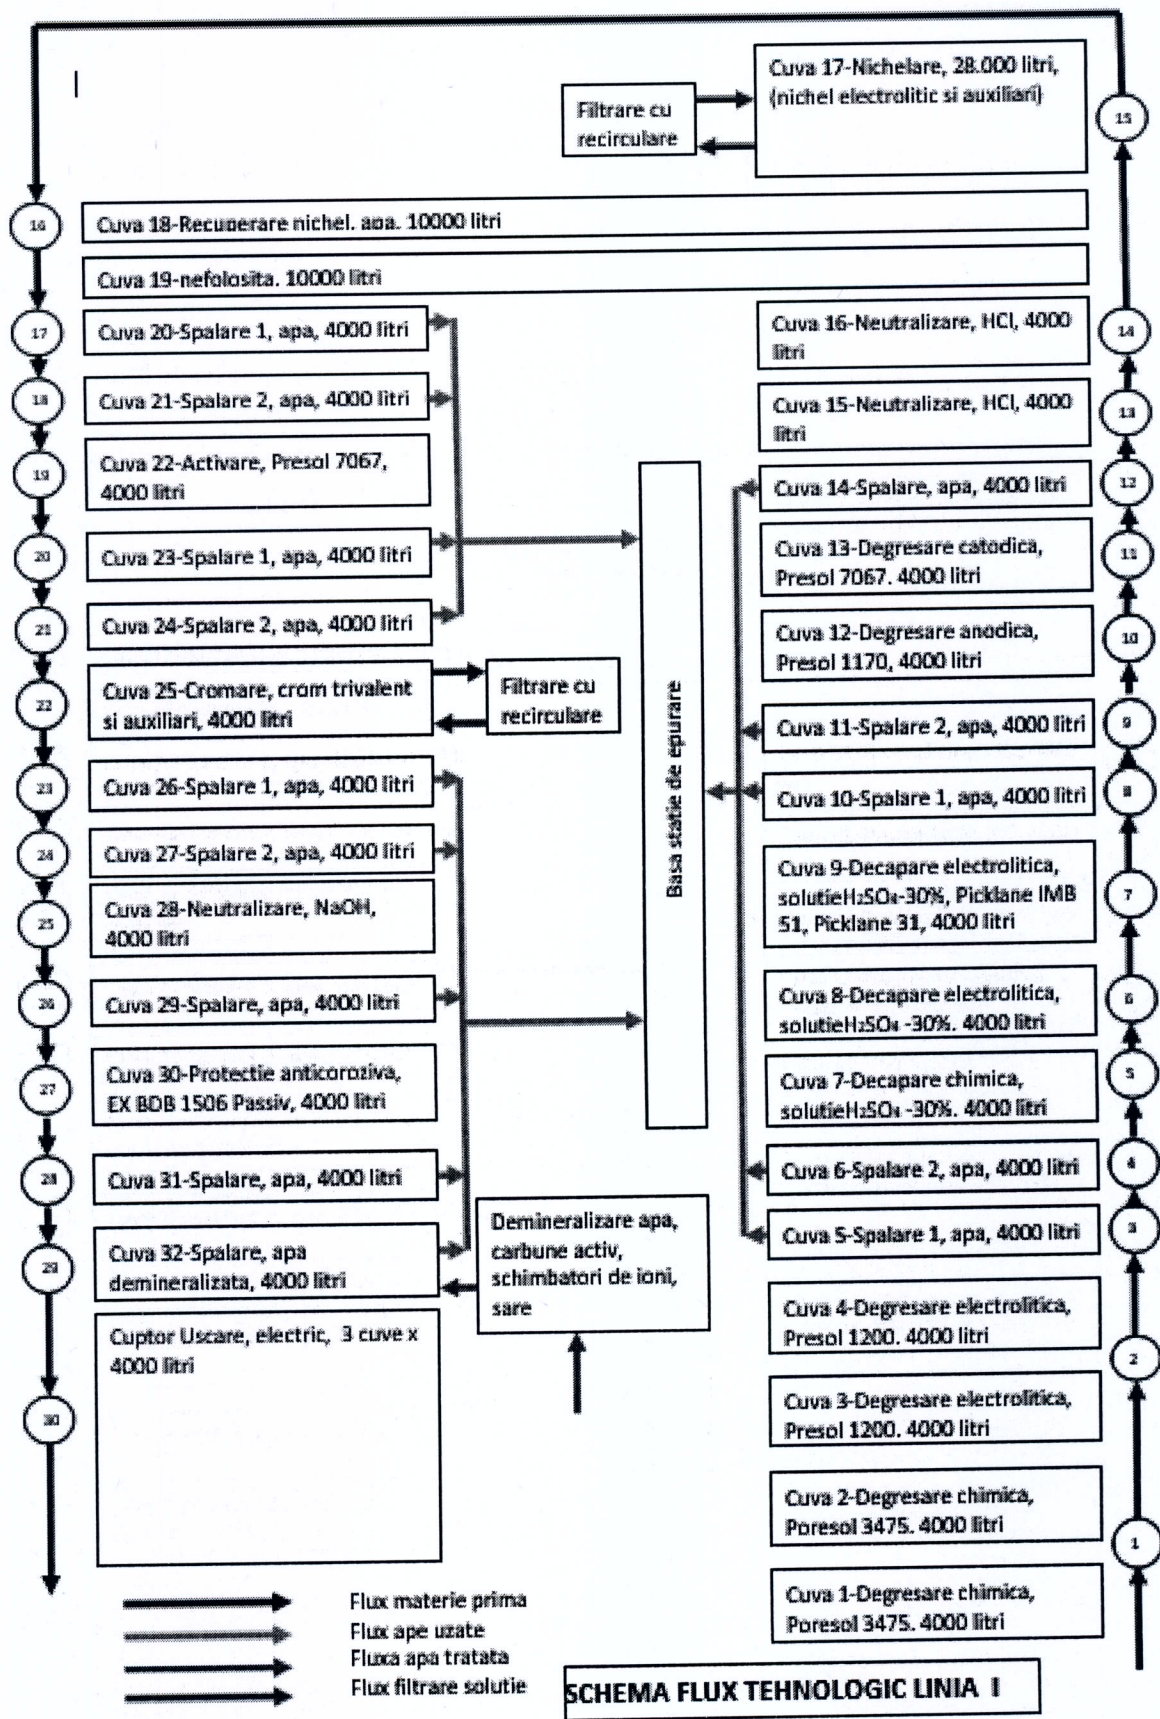 Cuva 17-Nichelare, 28.000 litri,
(nichel electrolitic si auxiliari)
Filtrare cu
recirculare
15
16
Cuva 18-Recuperare nichel. apa. 10000 litri
Cuva 19-nefolosita. 10000 litri
17
Cuva 20-Spalare 1, apa, 4000 litri
18
Cuva 21-Spalare 2, apa, 4000 litri
19
Cuva 22-Activare, Presol 7067,
4000 litri
20
Cuva 23-Spalare 1, apa, 4000 litri
21
Cuva 24-Spalare 2, apa, 4000 litri
22
Cuva 25-Cromare, crom trivalent
si auxiliari, 4000 litri
Filtrare cu
recirculare
23
Cuva 26-Spalare 1, apa, 4000 litri
24
Cuva 27-Spalare 2, apa, 4000 litri
25
Cuva 28-Neutralizare, NaOH,
4000 litri
26
Cuva 29-Spalare, apa, 4000 litri
27
Cuva 30-Protectie anticoroziva,
EX BDB 1506 Passiv, 4000 litri
28
Cuva 31-Spalare, apa, 4000 litri
29
Cuva 32-Spalare, apa
demineralizata, 4000 litri
Demineralizare apa,
carbune activ,
schimbatori de ioni,
sare
30
Cuptor Uscare, electric, 3 cuve x
4000 litri
Basa statie de epurare
Cuva 16-Neutralizare, HCl, 4000
litri
14
Cuva 15-Neutralizare, HCl, 4000
litri
13
Cuva 14-Spalare, apa, 4000 litri
12
Cuva 13-Degresare catodica,
Presol 7067. 4000 litri
11
Cuva 12-Degresare anodica,
Presol 1170, 4000 litri
10
Cuva 11-Spalare 2, apa, 4000 litri
9
Cuva 10-Spalare 1, apa, 4000 litri
8
Cuva 9-Decapare electrolitica,
solutieH₂SO₄-30%, Picklane IMB
51, Picklane 31, 4000 litri
7
Cuva 8-Decapare electrolitica,
solutieH₂SO₄ -30%. 4000 litri
6
Cuva 7-Decapare chimica,
solutieH₂SO₄ -30%. 4000 litri
5
Cuva 6-Spalare 2, apa, 4000 litri
4
Cuva 5-Spalare 1, apa, 4000 litri
3
Cuva 4-Degresare electrolitica,
Presol 1200. 4000 litri
2
Cuva 3-Degresare electrolitica,
Presol 1200. 4000 litri
Cuva 2-Degresare chimica,
Poresol 3475. 4000 litri
1
Cuva 1-Degresare chimica,
Poresol 3475. 4000 litri
Flux materie prima
Flux ape uzate
Fluxa apa tratata
Flux filtrare solutie
SCHEMA FLUX TEHNOLOGIC LINIA I